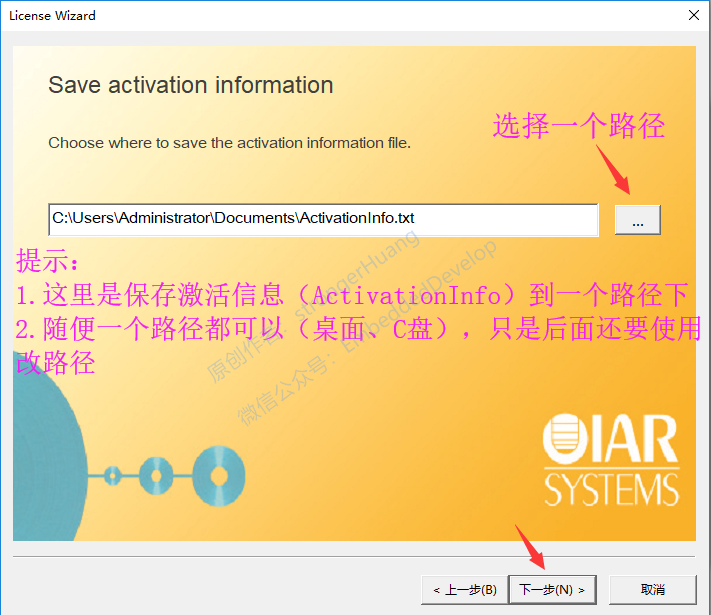 License Wizard
Save activation information
选择一个路径
Choose where to save the activation information file.
C:\Users\Administrator\Documents\ActivationInfo.txt
...
提示：
1.这里是保存激活信息（ActivationInfo）到一个路径下
2.随便一个路径都可以（桌面、C盘），只是后面还要使用
改路径
原创作者：strongerHuang
微信公众号：EmbeddedDevelop
IAR
SYSTEMS
< 上一步(B)
下一步(N) >
取消